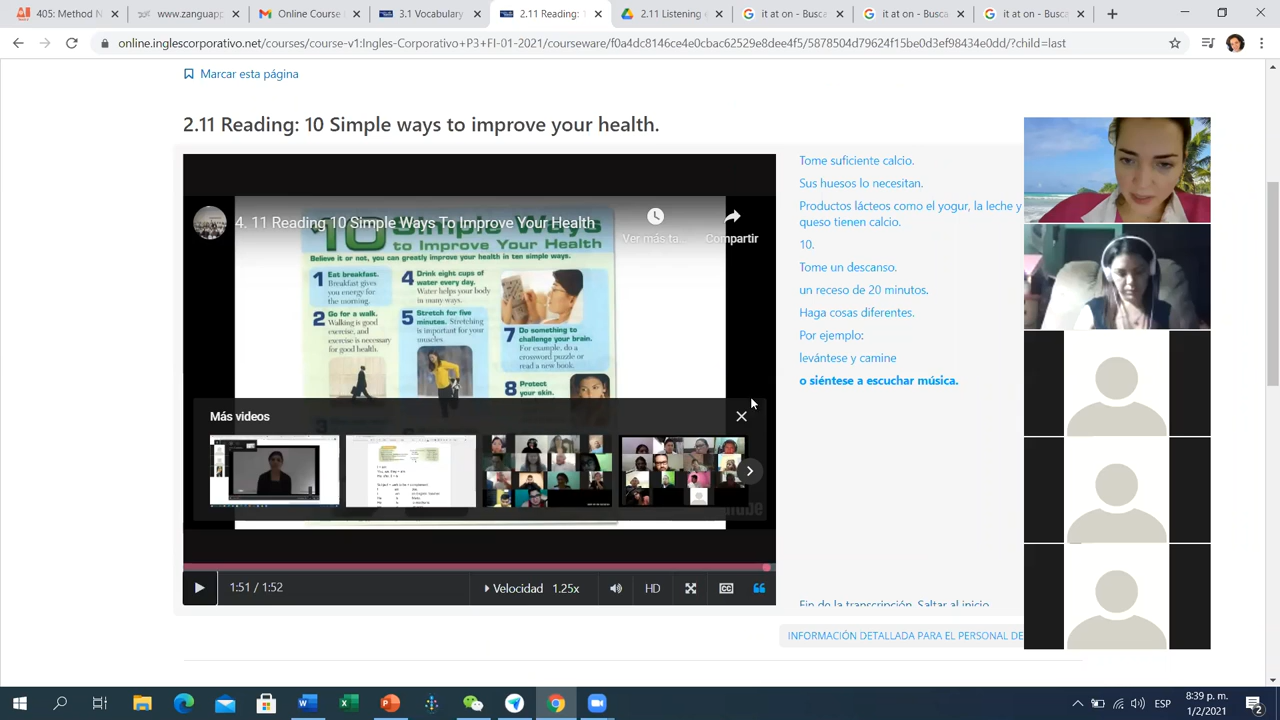 405: Method N
www.zanguap
Online Course
3.1 Vocabulary
2.11 Reading:
2.11 Listening
it at on - Busca
it on - Busca
it on - Busca
online.inglescorporativo.net/courses/course-v1:Ingles-Corporativo+P3+FI-01-2021/courseware/f0a4dc8146ce4e0cbac62529e8dee4f5/5878504d79624f15be0d3ef98434e0dd/?child=last
Marcar esta página
2.11 Reading: 10 Simple ways to improve your health.
4. 11 Reading 10 Simple Ways To Improve Your Health
Ver más ta...
Compartir
10
to Improve Your Health
Believe it or not, you can greatly improve your health in ten simple ways.
1 Eat breakfast.
Breakfast gives
you energy for
the morning.
2 Go for a walk.
Walking is good
exercise, and
exercise is necessary
for good health.
4 Drink eight cups of
water every day.
Water helps your body
in many ways.
5 Stretch for five
minutes. Stretching
is important for your
muscles.
7 Do something to
challenge your brain.
For example, do a
crossword puzzle or
read a new book.
8 Protect
your skin.
Más videos
1:51 / 1:52
Velocidad 1.25x
HD
Tome suficiente calcio.
Sus huesos lo necesitan.
Productos lácteos como el yogur, la leche y
queso tienen calcio.
10.
Tome un descanso.
un receso de 20 minutos.
Haga cosas diferentes.
Por ejemplo:
levántese y camine
o siéntese a escuchar música.
Fin de la transcripción. Saltar al inicio.
INFORMACIÓN DETALLADA PARA EL PERSONAL DE
ESP
8:39 p. m.
1/2/2021
2